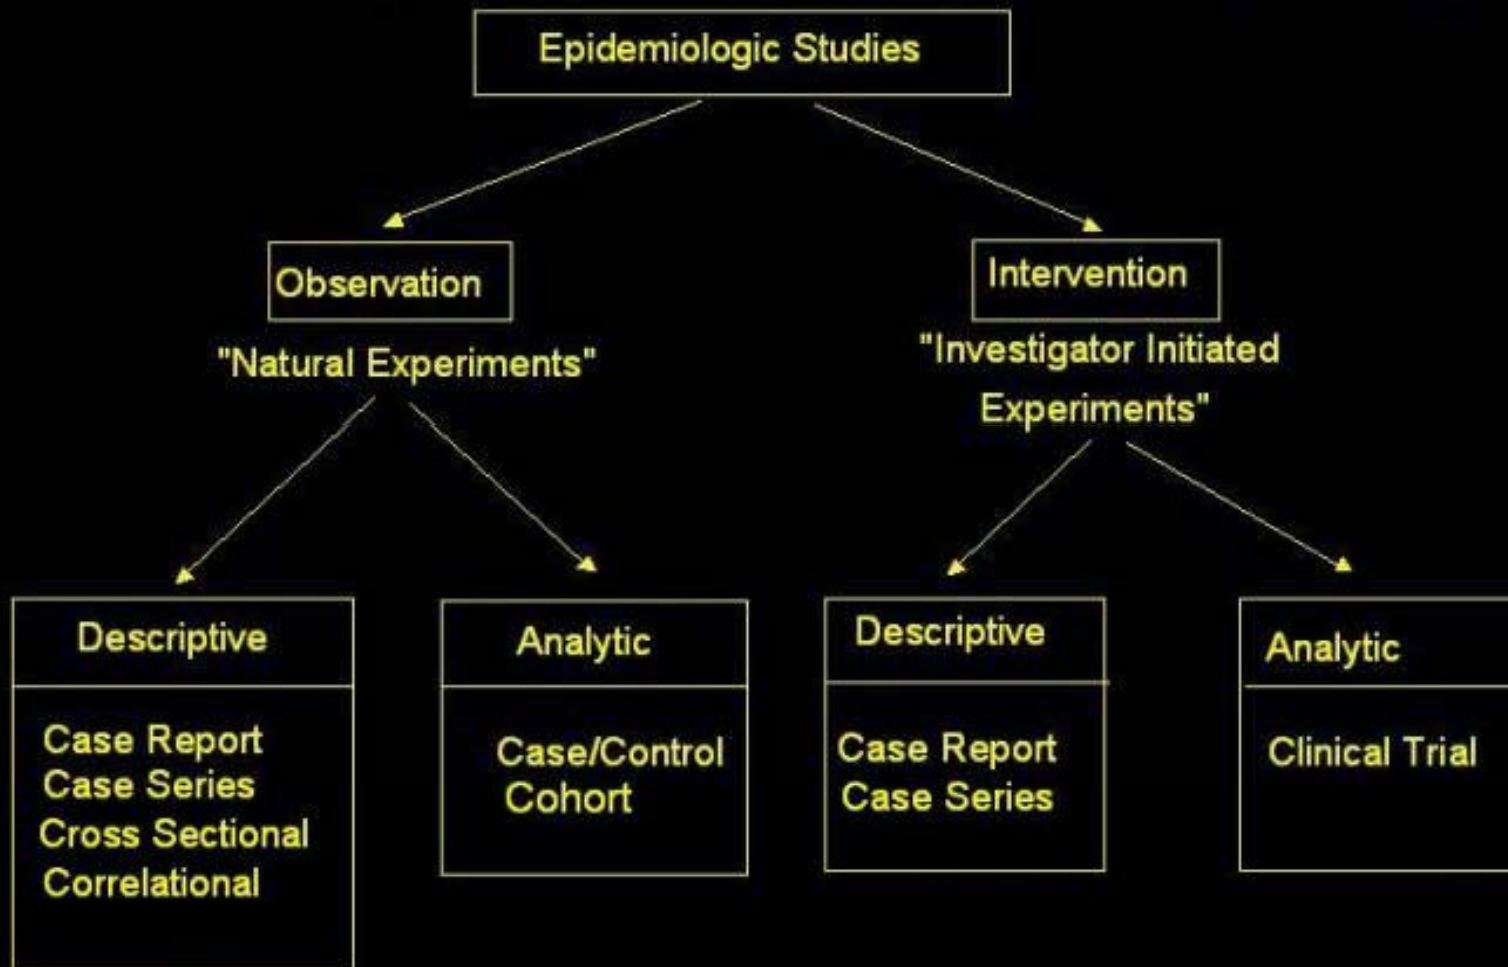 Epidemiologic Studies
Observation
"Natural Experiments"
Intervention
"Investigator Initiated
Experiments"
Descriptive
Case Report
Case Series
Cross Sectional
Correlational
Analytic
Case/Control
Cohort
Descriptive
Case Report
Case Series
Analytic
Clinical Trial